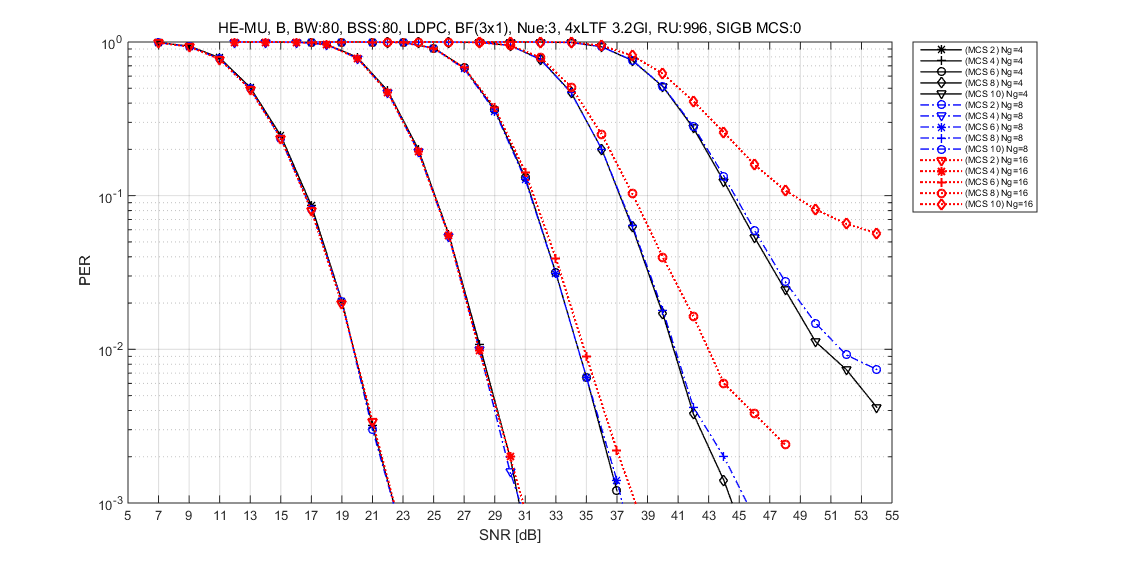 HE-MU, B, BW:80, BSS:80, LDPC, BF(3x1), Nue:3, 4xLTF 3.2GI, RU:996, SIGB MCS:0
10^0
10^-1
10^-2
10^-3
PER
5 7 9 11 13 15 17 19 21 23 25 27 29 31 33 35 37 39 41 43 45 47 49 51 53 55
SNR [dB]
(MCS 2) Ng=4
(MCS 4) Ng=4
(MCS 6) Ng=4
(MCS 8) Ng=4
(MCS 10) Ng=4
(MCS 2) Ng=8
(MCS 4) Ng=8
(MCS 6) Ng=8
(MCS 8) Ng=8
(MCS 10) Ng=8
(MCS 2) Ng=16
(MCS 4) Ng=16
(MCS 6) Ng=16
(MCS 8) Ng=16
(MCS 10) Ng=16